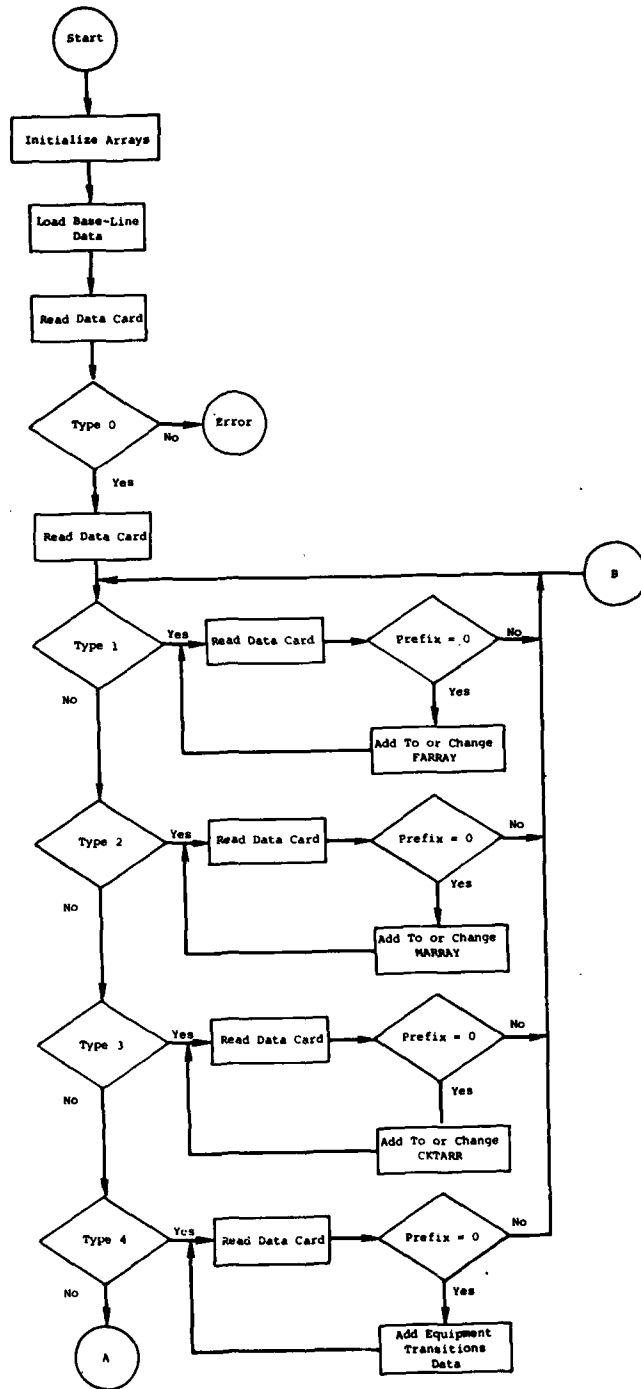 Start
Initialize Arrays
Load Base-Line
Data
Read Data Card
Type 0
No
Error
Yes
Read Data Card
B
Type 1
Yes
Read Data Card
Prefix = 0
No
No
Yes
Add To or Change
FARRAY
Type 2
Yes
Read Data Card
Prefix = 0
No
No
Yes
Add To or Change
MARRAY
Type 3
Yes
Read Data Card
Prefix = 0
No
No
Yes
Add To or Change
CKTARR
Type 4
Yes
Read Data Card
Prefix = 0
No
No
Yes
A
Add Equipment
Transitions
Data